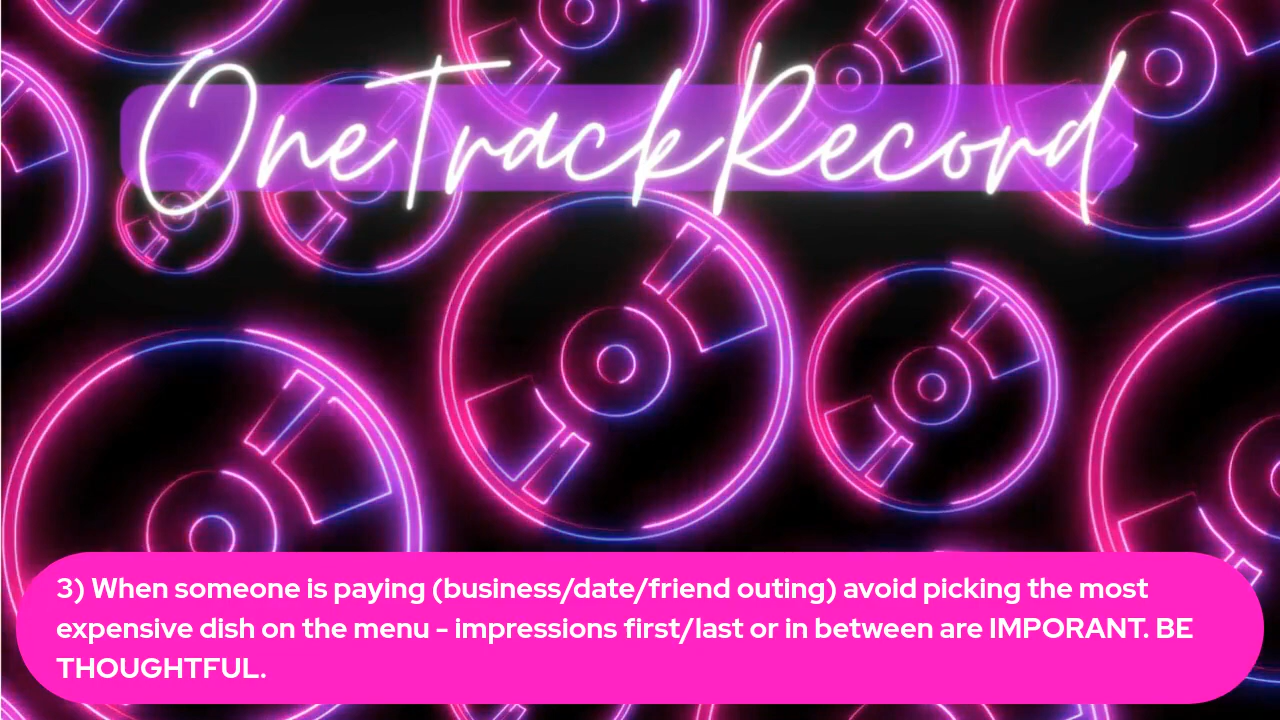 OneTrackRecord
3) When someone is paying (business/date/friend outing) avoid picking the most
expensive dish on the menu - impressions first/last or in between are IMPORANT. BE
THOUGHTFUL.